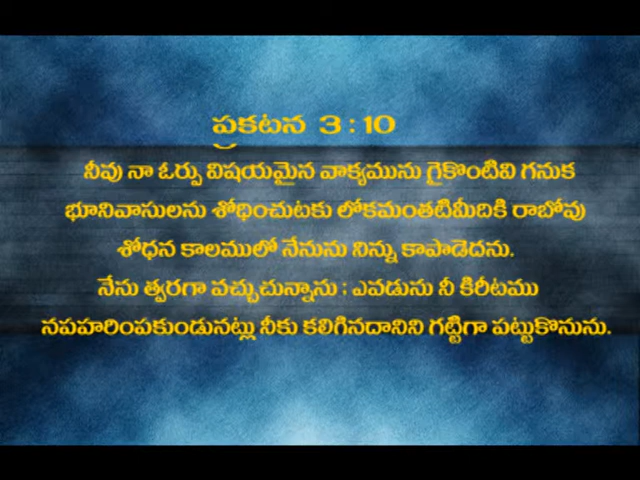 ప్రకటన 3 : 10
నీవు నా ఓర్పు విషయమైన వాక్యమును గైకొంటివి గనుక
భూనివాసులను శోధించుటకు లోకమంతటిమీదికి రాబోవు
శోధన కాలములో నేనును నిన్ను కాపాడెదను.
నేను త్వరగా వచ్చుచున్నాను ; ఎవడును నీ కిరీటము
నపహరింపకుండునట్లు నీకు కలిగినదానిని గట్టిగా పట్టుకొనును.